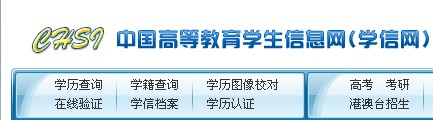 CHSI 中国高等教育学生信息网(学信网)
学历查询 学籍查询 学历图像校对 高考 考研
在线验证 学信档案 学历认证 港澳台招生